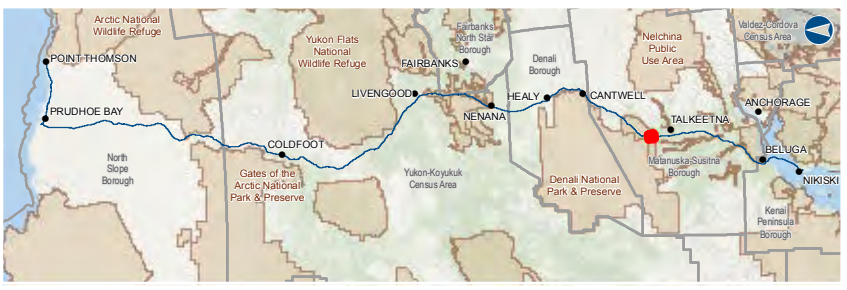 Arctic National
Wildlife Refuge
POINT THOMSON
PRUDHOE BAY
North
Slope
Borough
COLDFOOT
Gates of the
Arctic National
Park & Preserve
Yukon Flats
National
Wildlife Refuge
LIVENGOOD
FAIRBANKS
Fairbanks
North Star
Borough
Yukon-Koyukuk
Census Area
NENANA
Denali
Borough
HEALY
CANTWELL
Denali National
Park & Preserve
Nelchina
Public
Use Area
TALKEETNA
Matanuska-Susitna
Borough
Valdez-Cordova
Census Area
ANCHORAGE
BELUGA
NIKISKI
Kenai
Peninsula
Borough